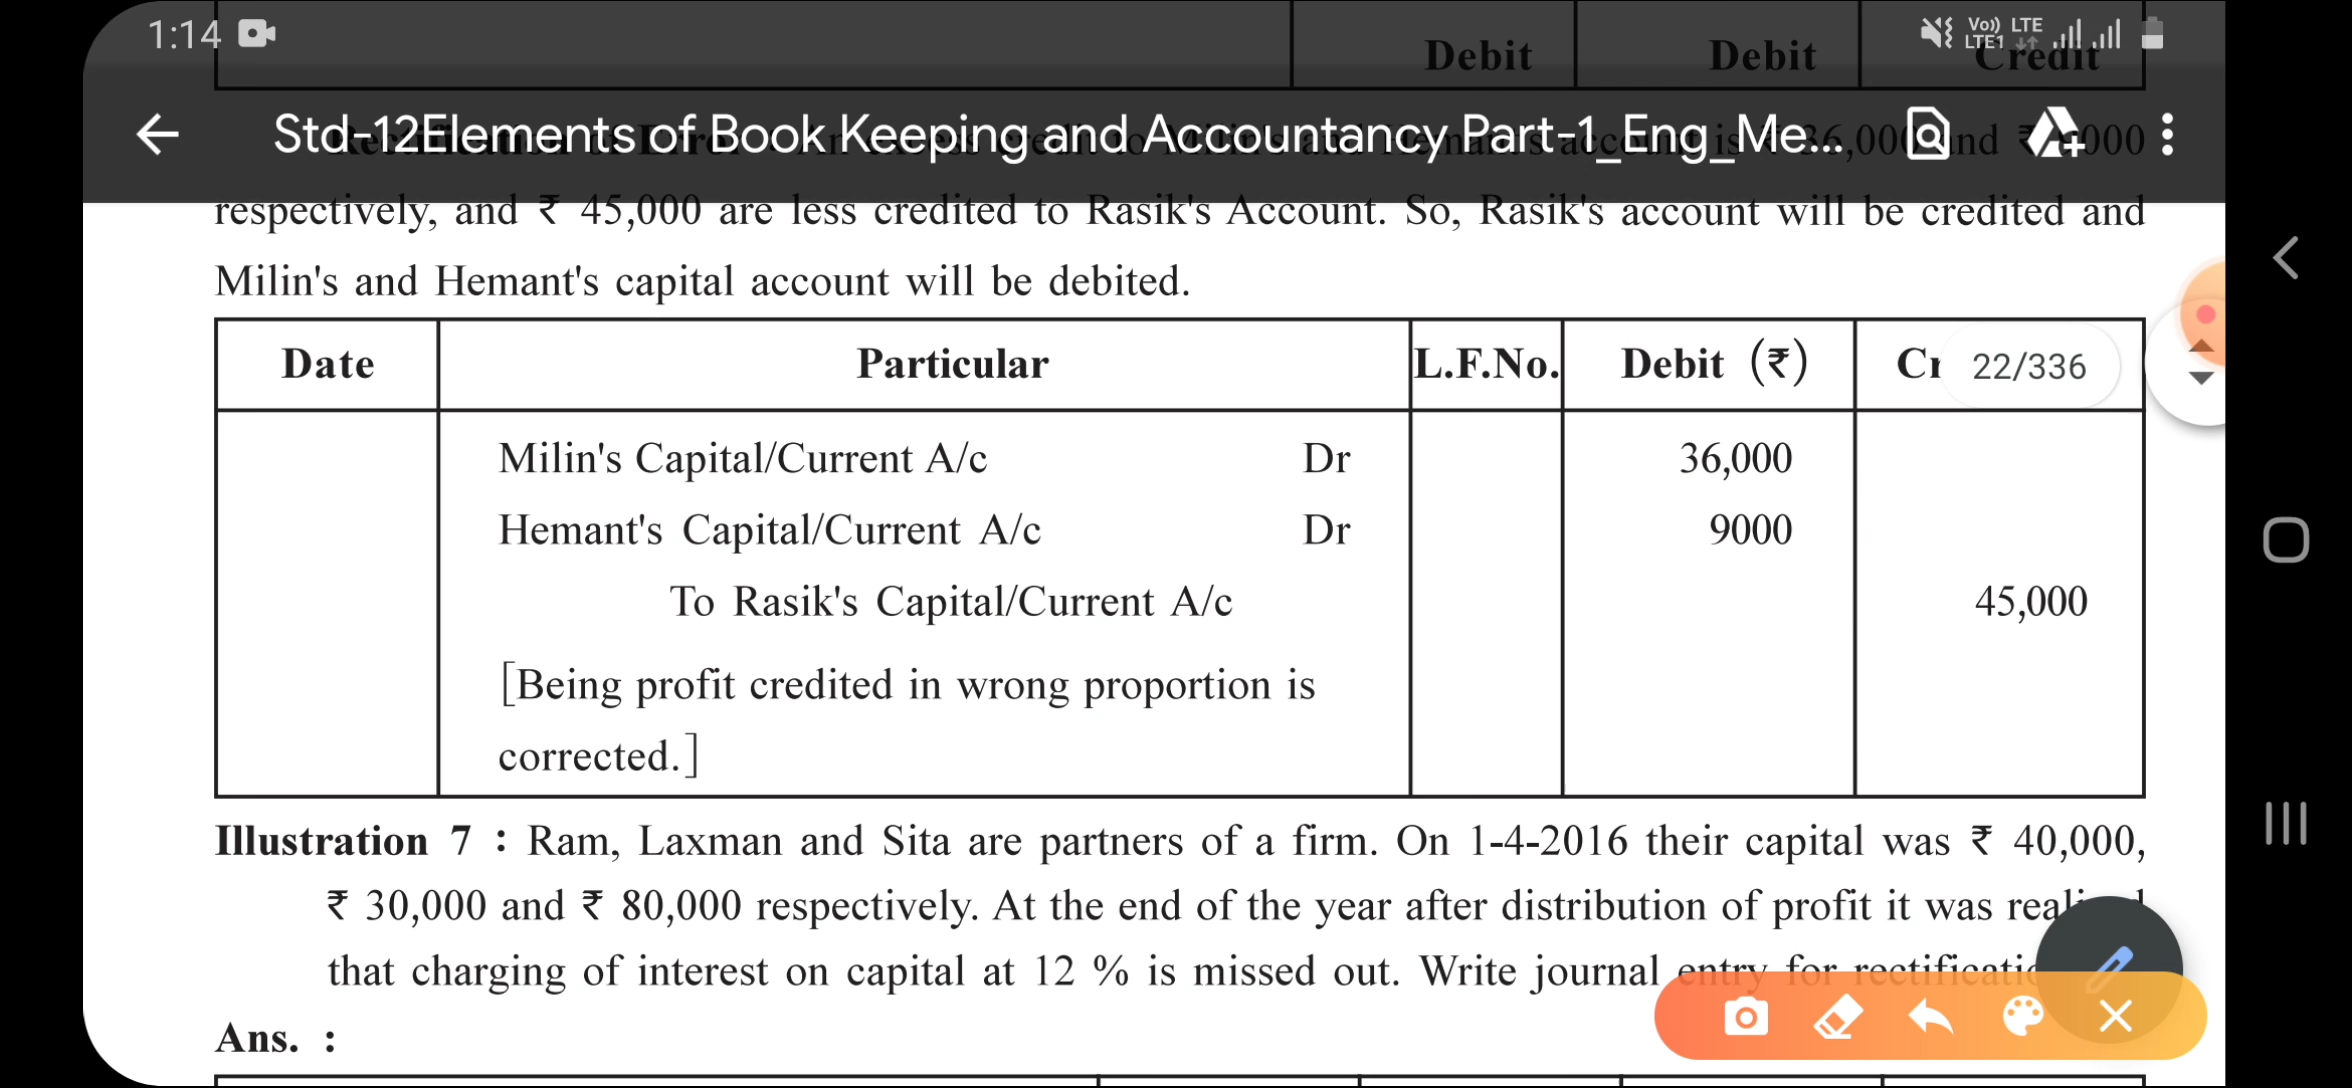 1:14
Vo)) LTE
LTE1
Debit Debit Credit
Std-12Elements of Book Keeping and Accountancy Part-1_Eng_Me...
respectively, and ₹ 45,000 are less credited to Rasik's Account. So, Rasik's account will be credited and
Milin's and Hemant's capital account will be debited.
Date Particular L.F.No. Debit (₹)
22/336
Milin's Capital/Current A/c Dr 36,000
Hemant's Capital/Current A/c Dr 9000
To Rasik's Capital/Current A/c 45,000
[Being profit credited in wrong proportion is
corrected.]
Illustration 7 : Ram, Laxman and Sita are partners of a firm. On 1-4-2016 their capital was ₹ 40,000,
₹ 30,000 and ₹ 80,000 respectively. At the end of the year after distribution of profit it was
that charging of interest on capital at 12 % is missed out. Write journal entry for
Ans. :